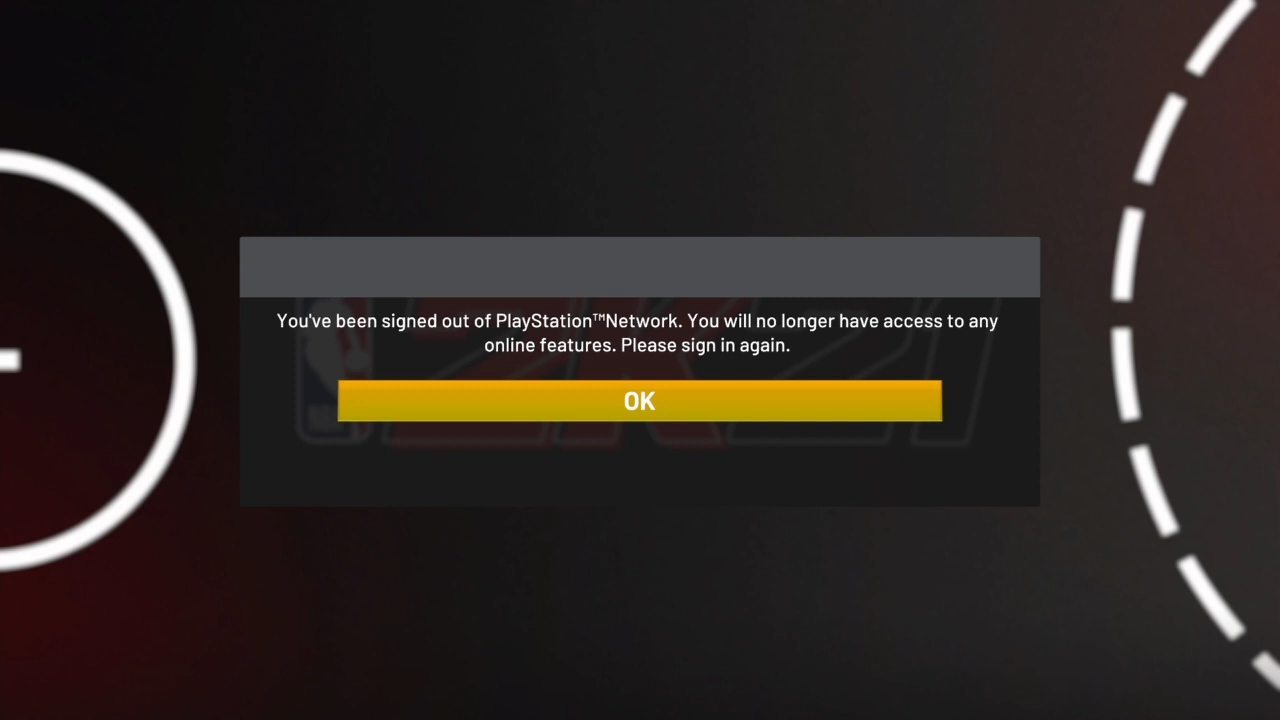 2K21
You've been signed out of PlayStation™Network. You will no longer have access to any
online features. Please sign in again.
OK